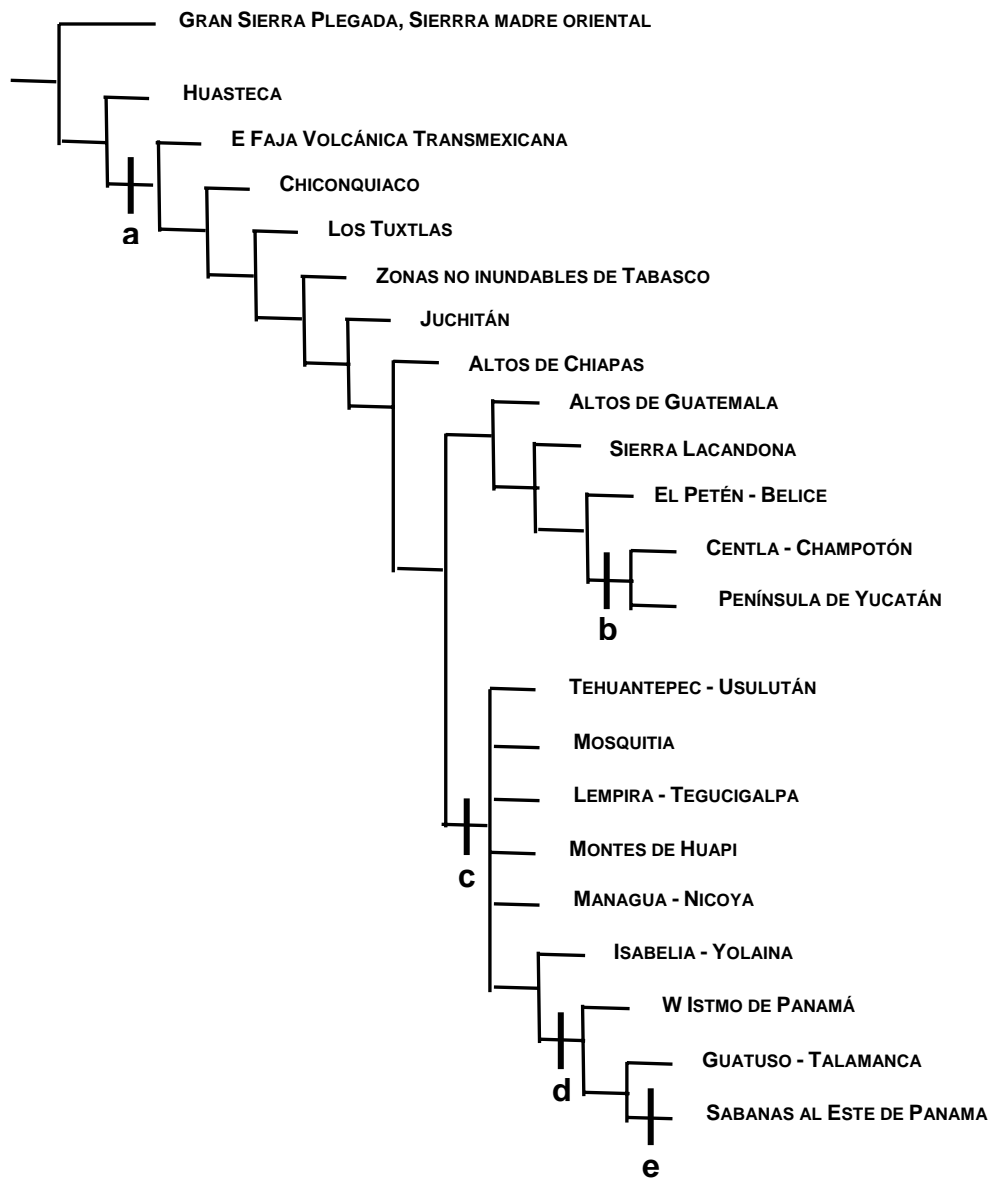 GRAN SIERRA PLEGADA, SIERRRA MADRE ORIENTAL
HUASTECA
E FAJA VOLCÁNICA TRANSMEXICANA
CHICONQUIACO
a
LOS TUXTLAS
ZONAS NO INUNDABLES DE TABASCO
JUCHITÁN
ALTOS DE CHIAPAS
ALTOS DE GUATEMALA
SIERRA LACANDONA
EL PETÉN - BELICE
CENTLA - CHAMPOTÓN
PENÍNSULA DE YUCATÁN
b
TEHUANTEPEC - USULUTÁN
MOSQUITIA
LEMPIRA - TEGUCIGALPA
MONTES DE HUAPI
c
MANAGUA - NICOYA
ISABELIA - YOLAINA
W ISTMO DE PANAMÁ
GUATUSO - TALAMANCA
d
SABANAS AL ESTE DE PANAMA
e